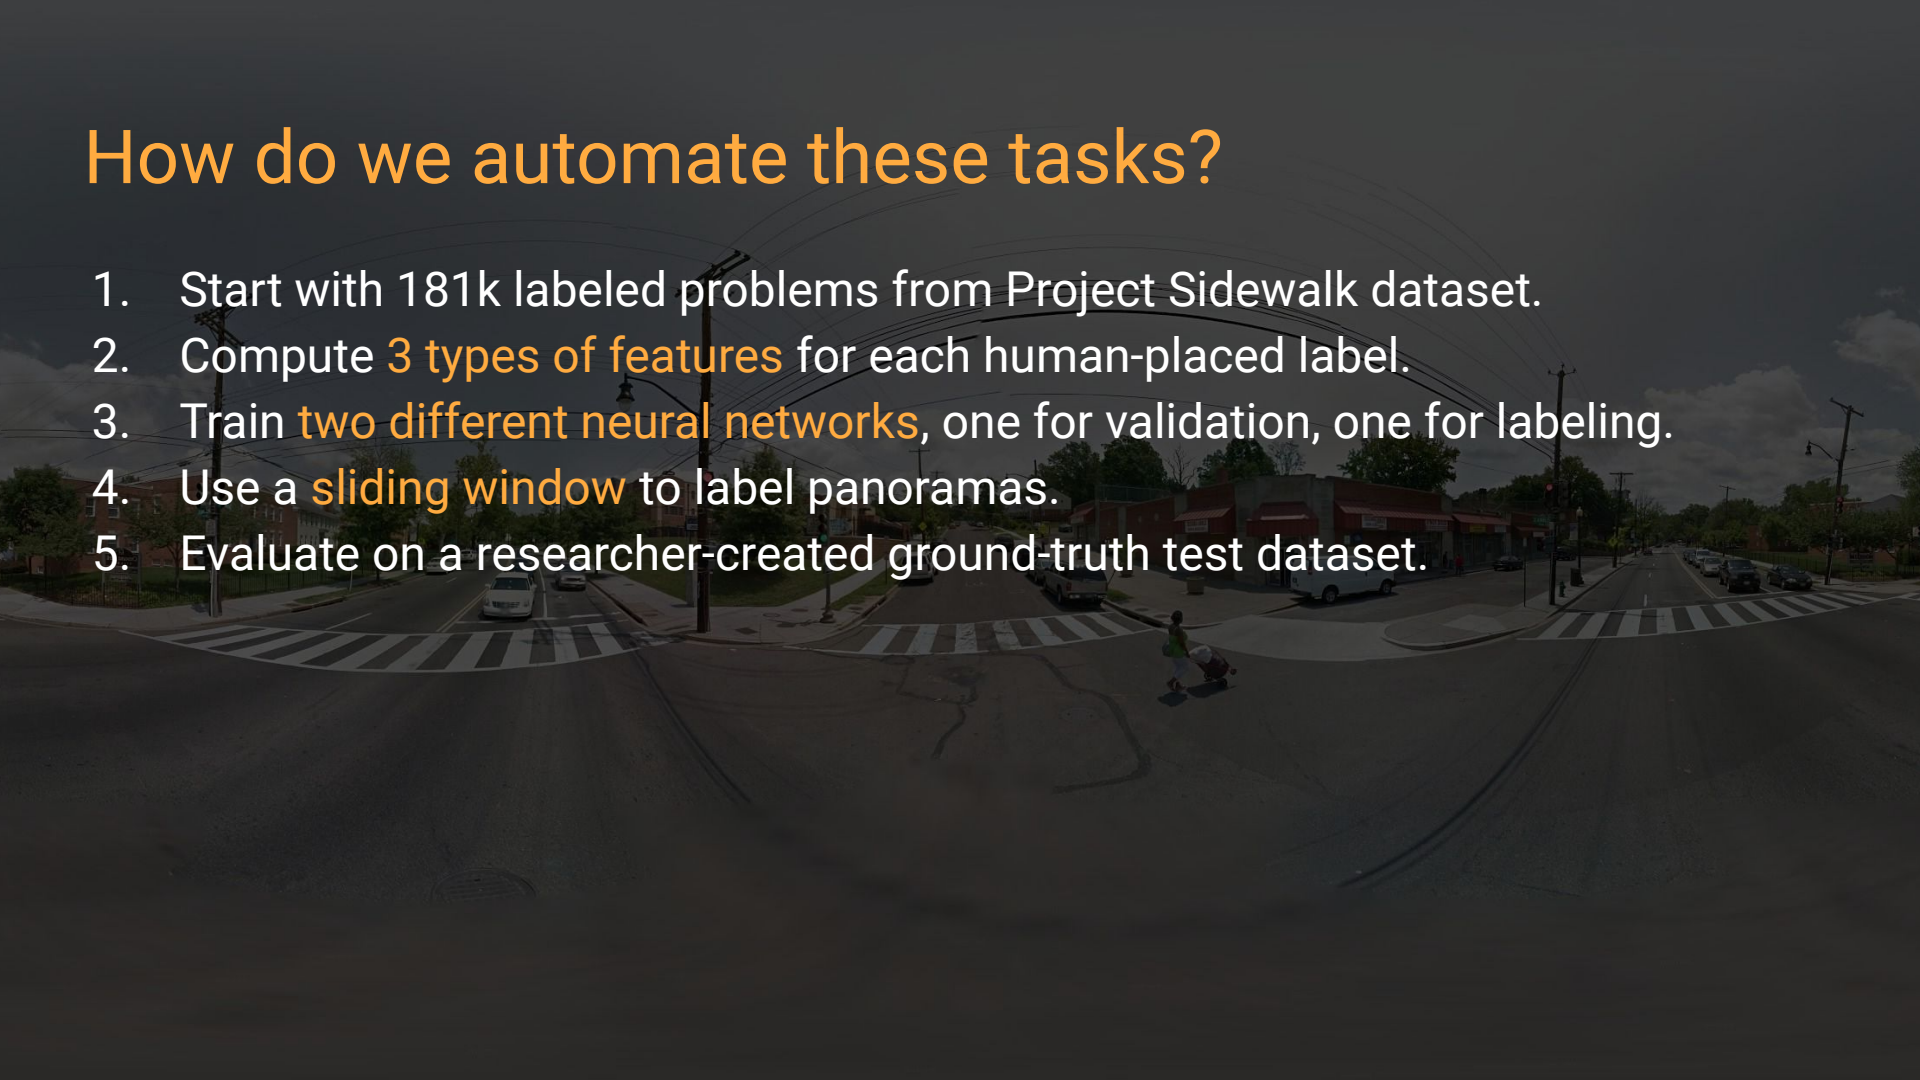 How do we automate these tasks?
1. Start with 181k labeled problems from Project Sidewalk dataset.
2. Compute 3 types of features for each human-placed label.
3. Train two different neural networks, one for validation, one for labeling.
4. Use a sliding window to label panoramas.
5. Evaluate on a researcher-created ground-truth test dataset.